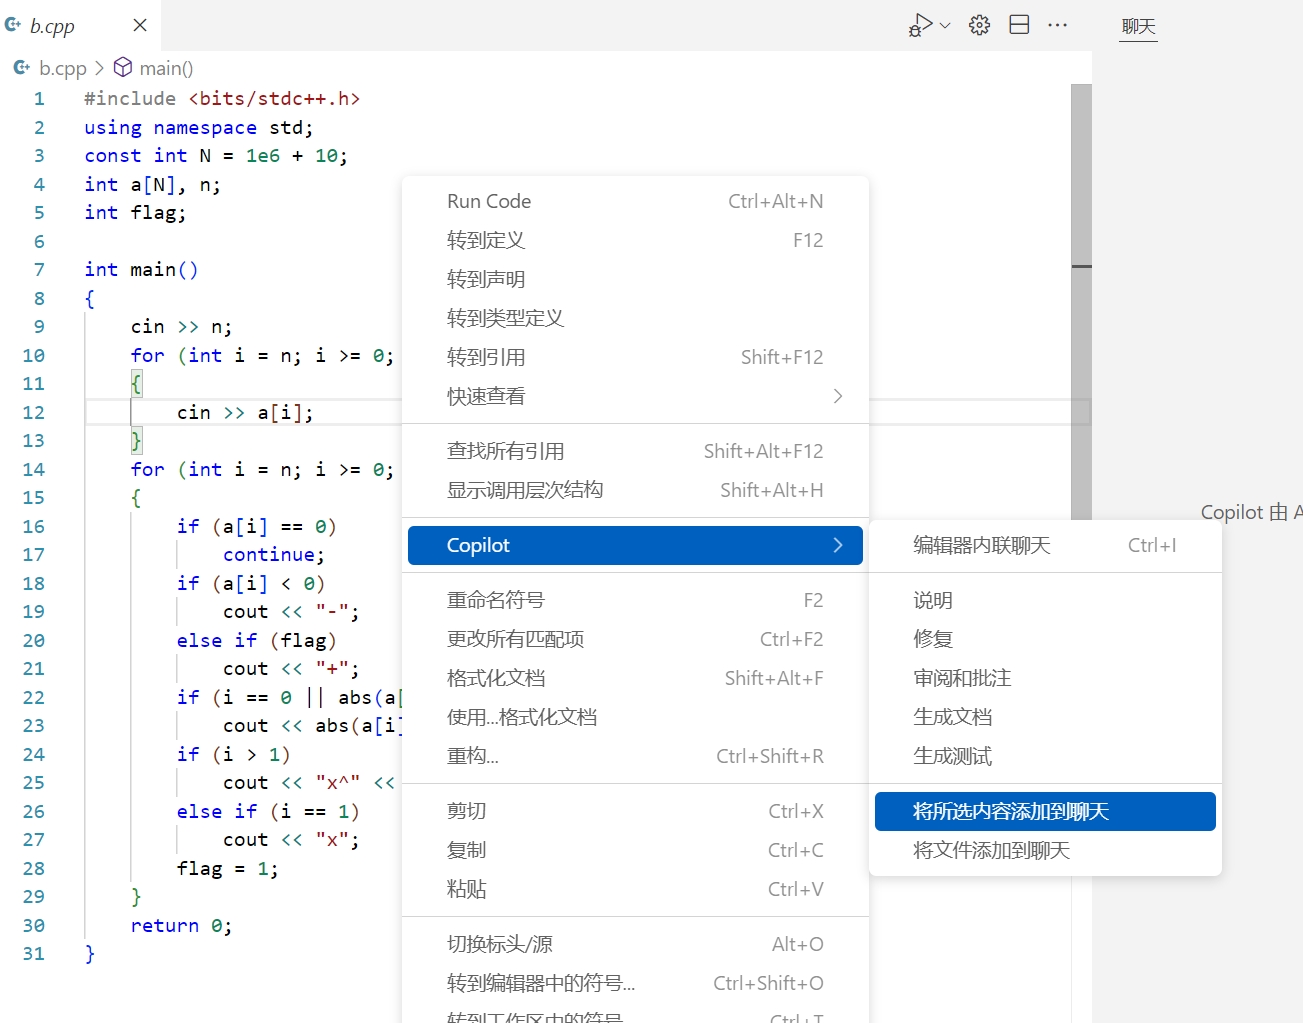 b.cpp
聊天
b.cpp > main()
1 #include <bits/stdc++.h>
2 using namespace std;
3 const int N = 1e6 + 10;
4 int a[N], n;
5 int flag;
6
7 int main()
8 {
9 cin >> n;
10 for (int i = n; i >= 0;
11 {
12 cin >> a[i];
13 }
14 for (int i = n; i >= 0;
15 {
16 if (a[i] == 0)
17 continue;
18 if (a[i] < 0)
19 cout << "-";
20 else if (flag)
21 cout << "+";
22 if (i == 0 || abs(a[
23 cout << abs(a[i]
24 if (i > 1)
25 cout << "x^" <<
26 else if (i == 1)
27 cout << "x";
28 flag = 1;
29 }
30 return 0;
31 }
Run Code Ctrl+Alt+N
转到定义 F12
转到声明
转到类型定义
转到引用 Shift+F12
快速查看
查找所有引用 Shift+Alt+F12
显示调用层次结构 Shift+Alt+H
Copilot
重命名符号 F2
更改所有匹配项 Ctrl+F2
格式化文档 Shift+Alt+F
使用...格式化文档
重构... Ctrl+Shift+R
剪切 Ctrl+X
复制 Ctrl+C
粘贴 Ctrl+V
切换标头/源 Alt+O
转到编辑器中的符号... Ctrl+Shift+O
转到工作区中的符号 Ctrl+T
编辑器内联聊天 Ctrl+I
说明
修复
审阅和批注
生成文档
生成测试
将所选内容添加到聊天
将文件添加到聊天
Copilot 由 A